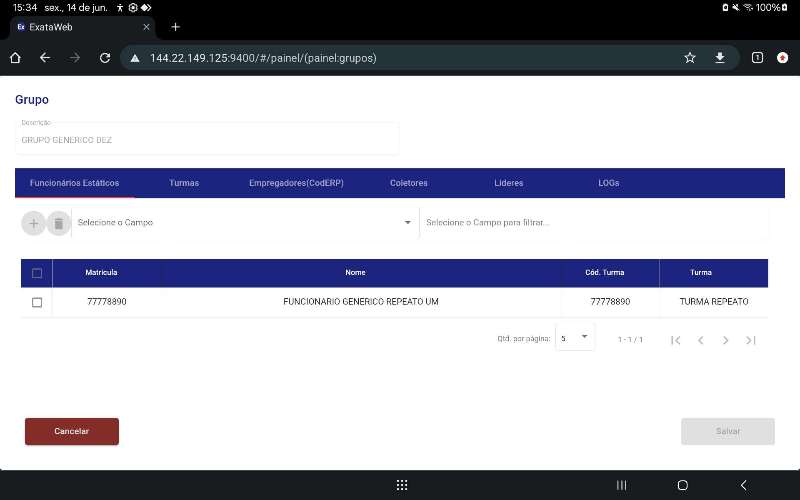 15:34 sex., 14 de jun. 100%
Ex ExataWeb
144.22.149.125:9400/#/painel/(painel:grupos) 1
Grupo
Descrição
GRUPO GENERICO DEZ
Funcionários Estáticos Turmas Empregadores(CodERP) Coletores Líderes LOGs
Selecione o Campo Selecione o Campo para filtrar...
Matrícula Nome Cód. Turma Turma
77778890 FUNCIONARIO GENERICO REPEATO UM 77778890 TURMA REPEATO
Qtd. por página: 5 1 - 1 / 1
Cancelar Salvar